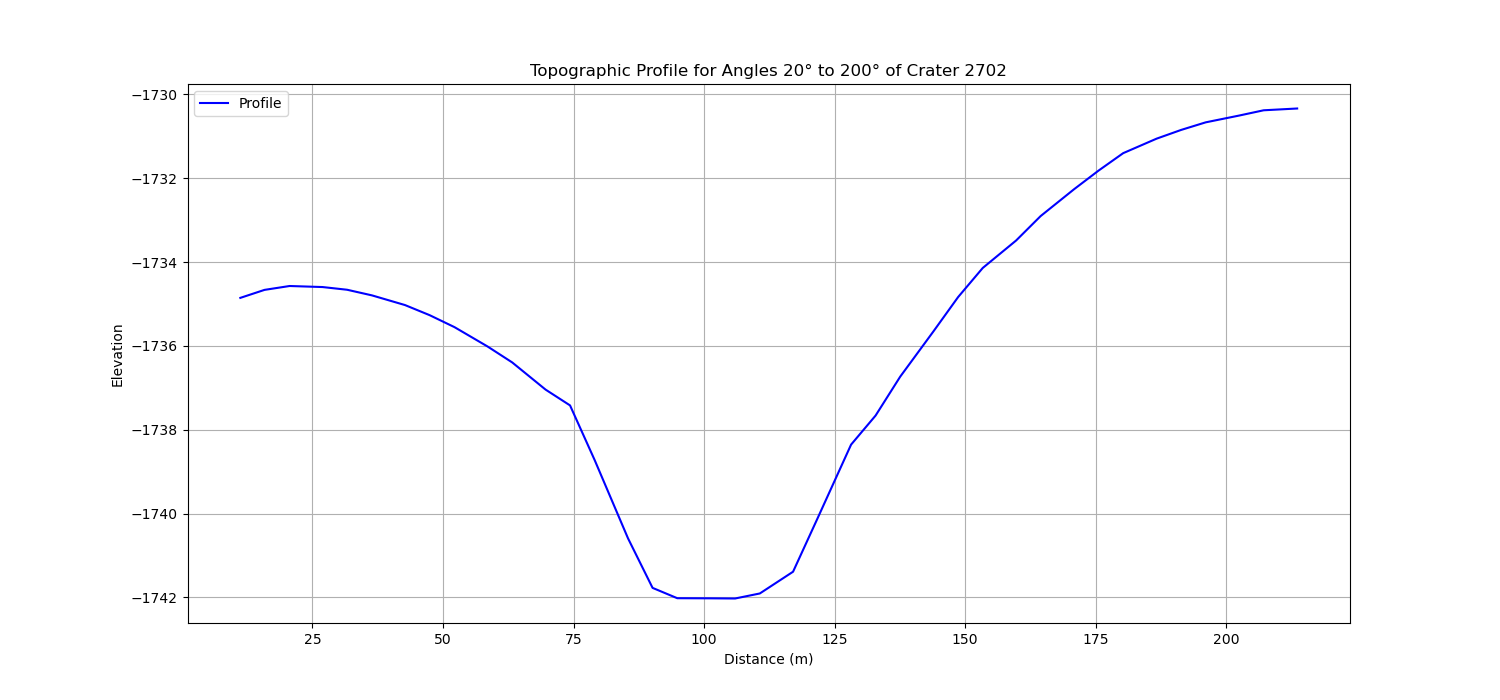 Topographic Profile for Angles 20° to 200° of Crater 2702
Profile
−1730
−1732
−1734
−1736
−1738
−1740
−1742
Elevation
25 50 75 100 125 150 175 200
Distance (m)